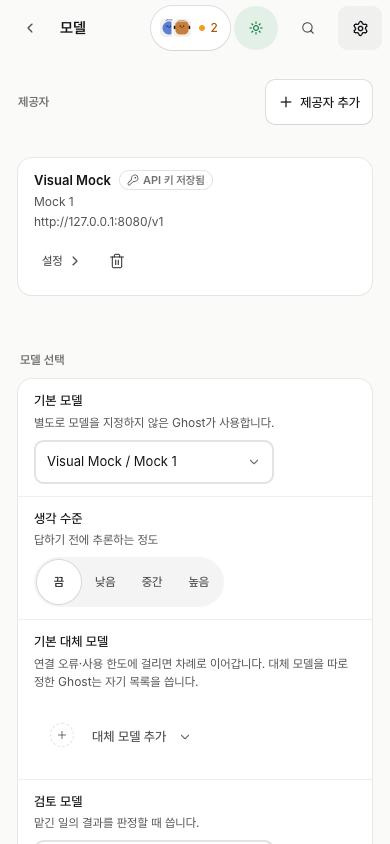 모델
2
제공자
제공자 추가
Visual Mock
API 키 저장됨
Mock 1
http://127.0.0.1:8080/v1
설정
모델 선택
기본 모델
별도로 모델을 지정하지 않은 Ghost가 사용합니다.
Visual Mock / Mock 1
생각 수준
답하기 전에 추론하는 정도
끔 낮음 중간 높음
기본 대체 모델
연결 오류·사용 한도에 걸리면 차례로 이어갑니다. 대체 모델을 따로
정한 Ghost는 자기 목록을 씁니다.
대체 모델 추가
검토 모델
맡긴 일의 결과를 판정할 때 씁니다.